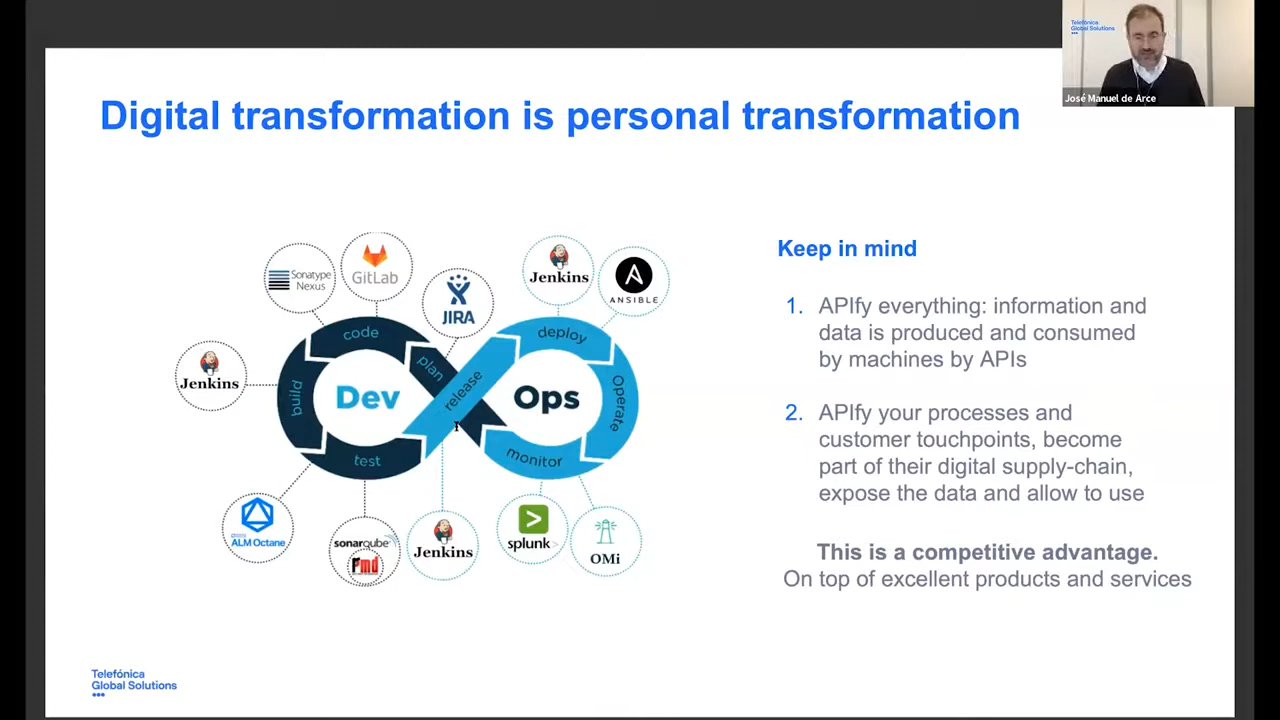 Telefónica
Global Solutions
José Manuel de Arce
Digital transformation is personal transformation
Sonatype
Nexus
GitLab
JIRA
Jenkins
ANSIBLE
Jenkins
code
plan
build
Dev
test
release
deploy
Operate
Ops
monitor
ALM Octane
sonarqube
Pmd
Jenkins
splunk>
OMi
Keep in mind
1. APIfy everything: information and
data is produced and consumed
by machines by APIs
2. APIfy your processes and
customer touchpoints, become
part of their digital supply-chain,
expose the data and allow to use
This is a competitive advantage.
On top of excellent products and services
Telefónica
Global Solutions